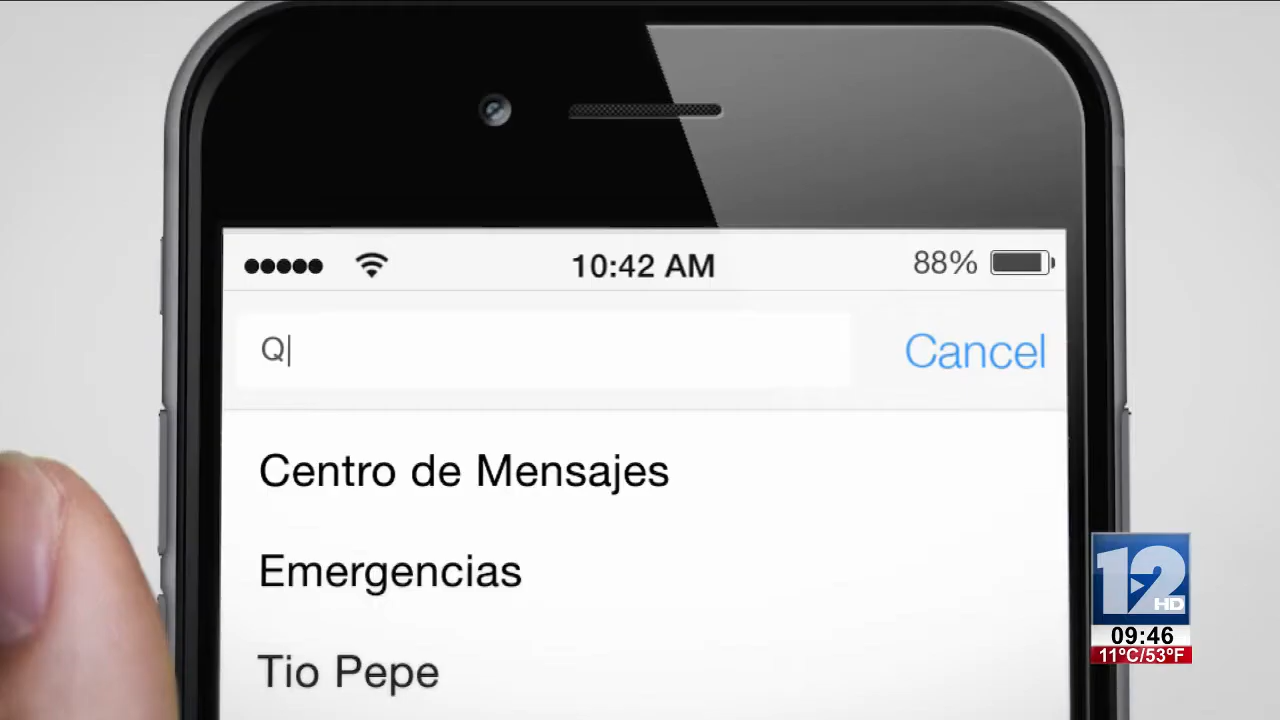 10:42 AM
88%
Q
Cancel
Centro de Mensajes
Emergencias
Tio Pepe
12
HD
09:46
11°C/53°F